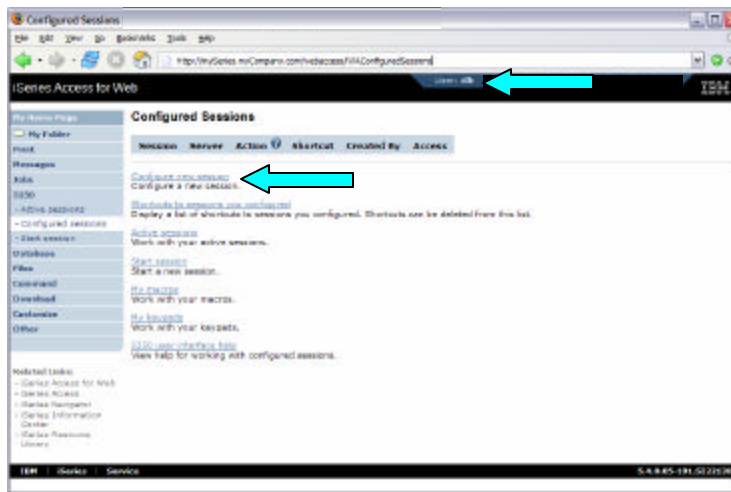 Configured Sessions
File Edit View Go Bookmarks Tools Help
http://myiSeries.myCompany.com/webaccess/iWAConfiguredSessions
iSeries Access for Web
IBM
My Home Page
My Folder
Print
Messages
Jobs
5250
- Active sessions
- Configured sessions
- Start session
Database
Files
Command
Download
Customize
Other
Related Links:
- iSeries Access for Web
- iSeries Access
- iSeries Navigator
- iSeries Information Center
- iSeries Resource Library
Configured Sessions
Session Server Action Shortcut Created By Access
Configure new session
Configure a new session.
Shortcuts to sessions you configured
Display a list of shortcuts to sessions you configured. Shortcuts can be deleted from this list.
Active sessions
Work with your active sessions.
Start session
Start a new session.
My macros
Work with your macros.
My keypads
Work with your keypads.
5250 user interface help
View help for working with configured sessions.
IBM | iSeries | Service